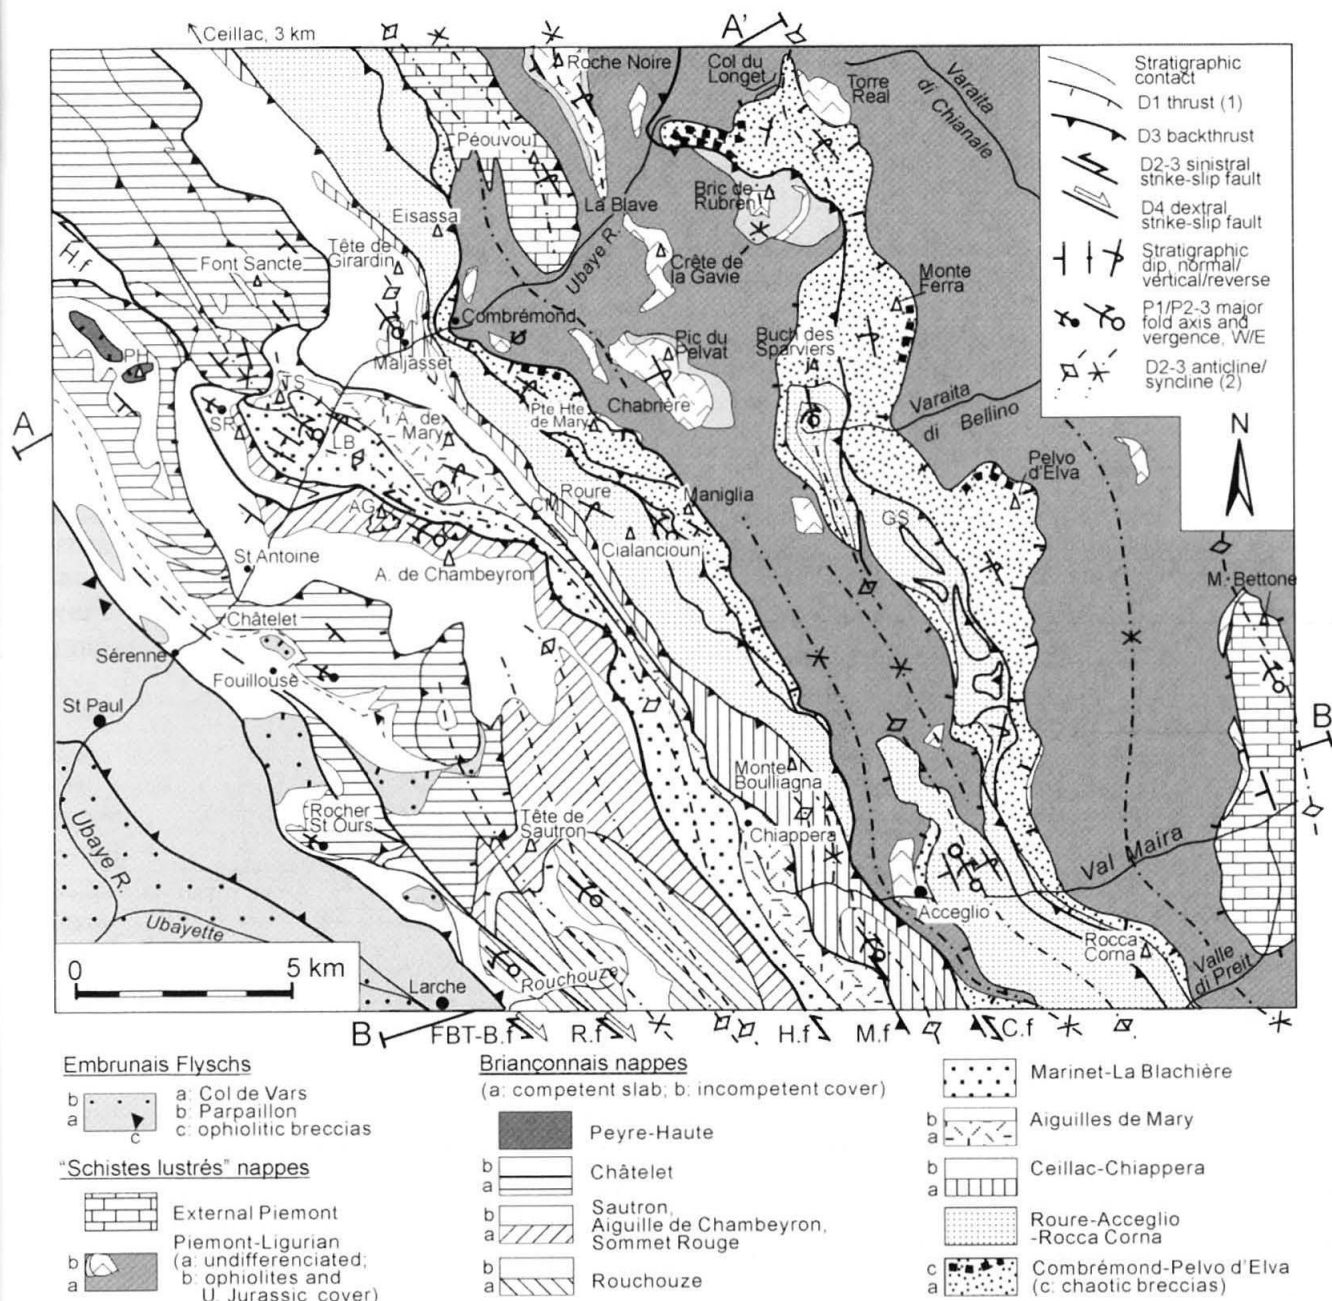 Ceillac, 3 km
A'
Roche Noire
Col du
Longet
Torre
Real
Varaita
di Chianale
Péouvou
Bric de
Rubren
La Blave
Eisassa
Tête de
Girardin
Ubaye R.
Crête de
la Gavie
Monte
Ferra
H.f
Font Sancte
Combrémond
Pic du
Pelvat
Buch des
Sparviers
Maljasset
PH
TS
SR
LB
A. de
Mary
Pte Hte
de Mary
Chabrière
Varaita
di Bellino
A
Pelvo
d'Elva
AG
CM
Roure
Maniglia
GS
Cialancioun
St Antoine
A. de Chambeyron
M. Bettone
Châtelet
Sérenne
Fouillouse
St Paul
B
Monte
Boulliagna
Rocher
St Ours
Tête de
Sautron
Chiappera
Val Maira
Ubaye R.
Acceglio
Ubayette
Rocca
Corna
Valle
di Preit
0 5 km
Larche
Rouchouze
B
FBT-B.f
R.f
H.f
M.f
C.f
Stratigraphic
contact
D1 thrust (1)
D3 backthrust
D2-3 sinistral
strike-slip fault
D4 dextral
strike-slip fault
Stratigraphic
dip, normal/
vertical/reverse
P1/P2-3 major
fold axis and
vergence, W/E
D2-3 anticline/
syncline (2)
N
Embrunais Flyschs
b
a
c
a: Col de Vars
b: Parpaillon
c: ophiolitic breccias
"Schistes lustrés" nappes
External Piemont
b
a
Piemont-Ligurian
(a: undifferenciated;
b: ophiolites and
U. Jurassic cover)
Briançonnais nappes
(a: competent slab; b: incompetent cover)
Peyre-Haute
b
a
Châtelet
b
a
Sautron,
Aiguille de Chambeyron,
Sommet Rouge
b
a
Rouchouze
Marinet-La Blachière
b
a
Aiguilles de Mary
b
a
Ceillac-Chiappera
Roure-Acceglio
-Rocca Corna
c
a
Combrémond-Pelvo d'Elva
(c: chaotic breccias)